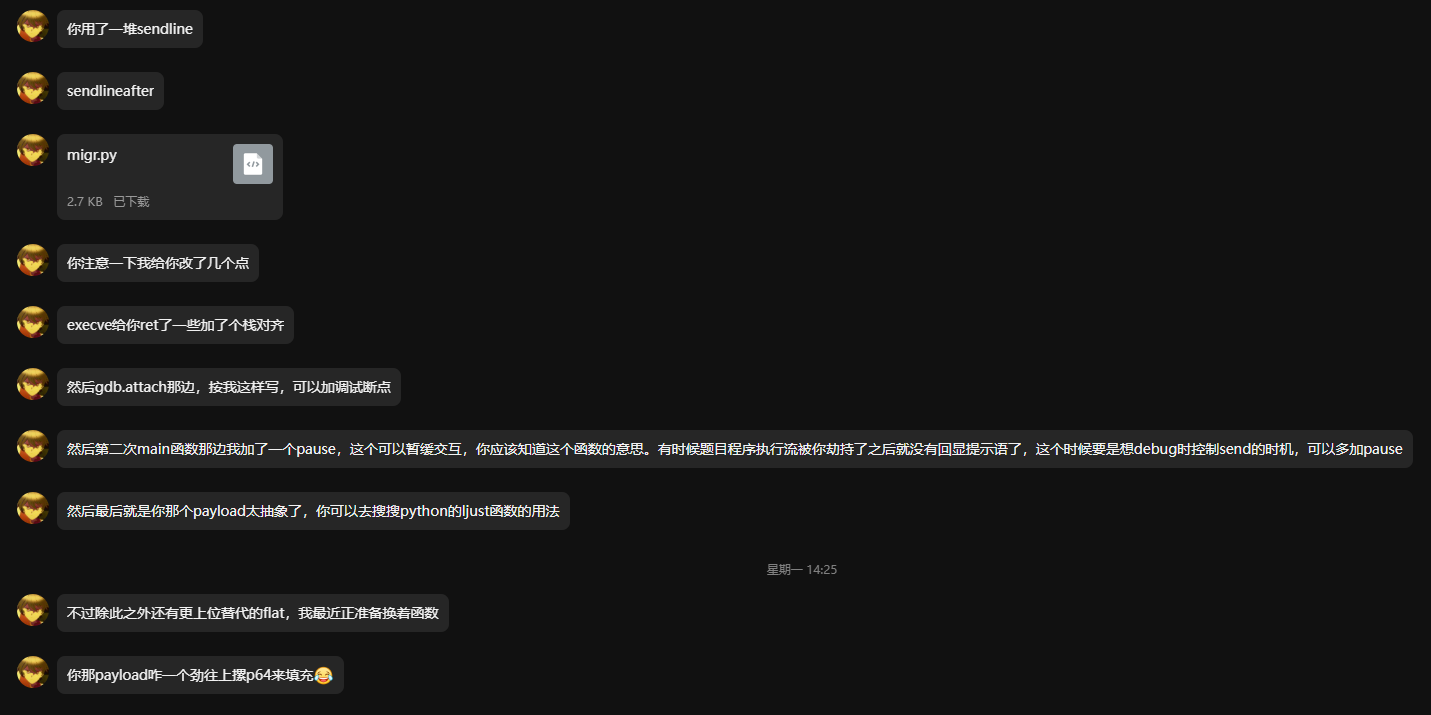 你用了一堆sendline
sendlineafter
migr.py
2.7 KB 已下载
你注意一下我给你改了几个点
execve给你ret了一些加了个栈对齐
然后gdb.attach那边，按我这样写，可以加调试断点
然后第二次main函数那边我加了一个pause，这个可以暂缓交互，你应该知道这个函数的意思。有时候题目程序执行流被你劫持了之后就没有回显提示语了，这个时候要是想debug时控制send的时机，可以多加pause
然后最后就是你那个payload太抽象了，你可以去搜搜python的ljust函数的用法
星期一 14:25
不过除此之外还有更上位替代的flat，我最近正准备换着函数
你那payload咋一个劲往上摞p64来填充😂